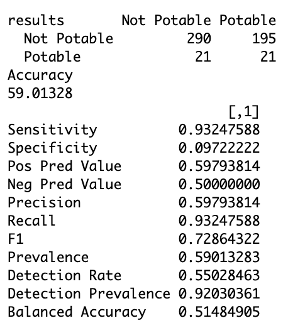 results Not Potable Potable
Not Potable 290 195
Potable 21 21
Accuracy
59.01328
[,1]
Sensitivity 0.93247588
Specificity 0.09722222
Pos Pred Value 0.59793814
Neg Pred Value 0.50000000
Precision 0.59793814
Recall 0.93247588
F1 0.72864322
Prevalence 0.59013283
Detection Rate 0.55028463
Detection Prevalence 0.92030361
Balanced Accuracy 0.51484905